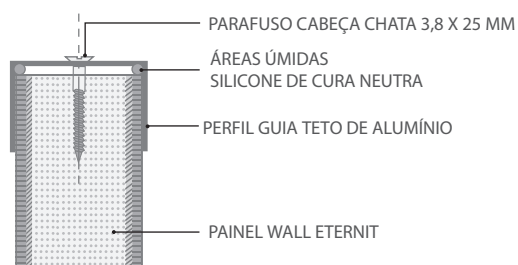 PARAFUSO CABEÇA CHATA 3,8 X 25 MM
ÁREAS ÚMIDAS
SILICONE DE CURA NEUTRA
PERFIL GUIA TETO DE ALUMÍNIO
PAINEL WALL ETERNIT